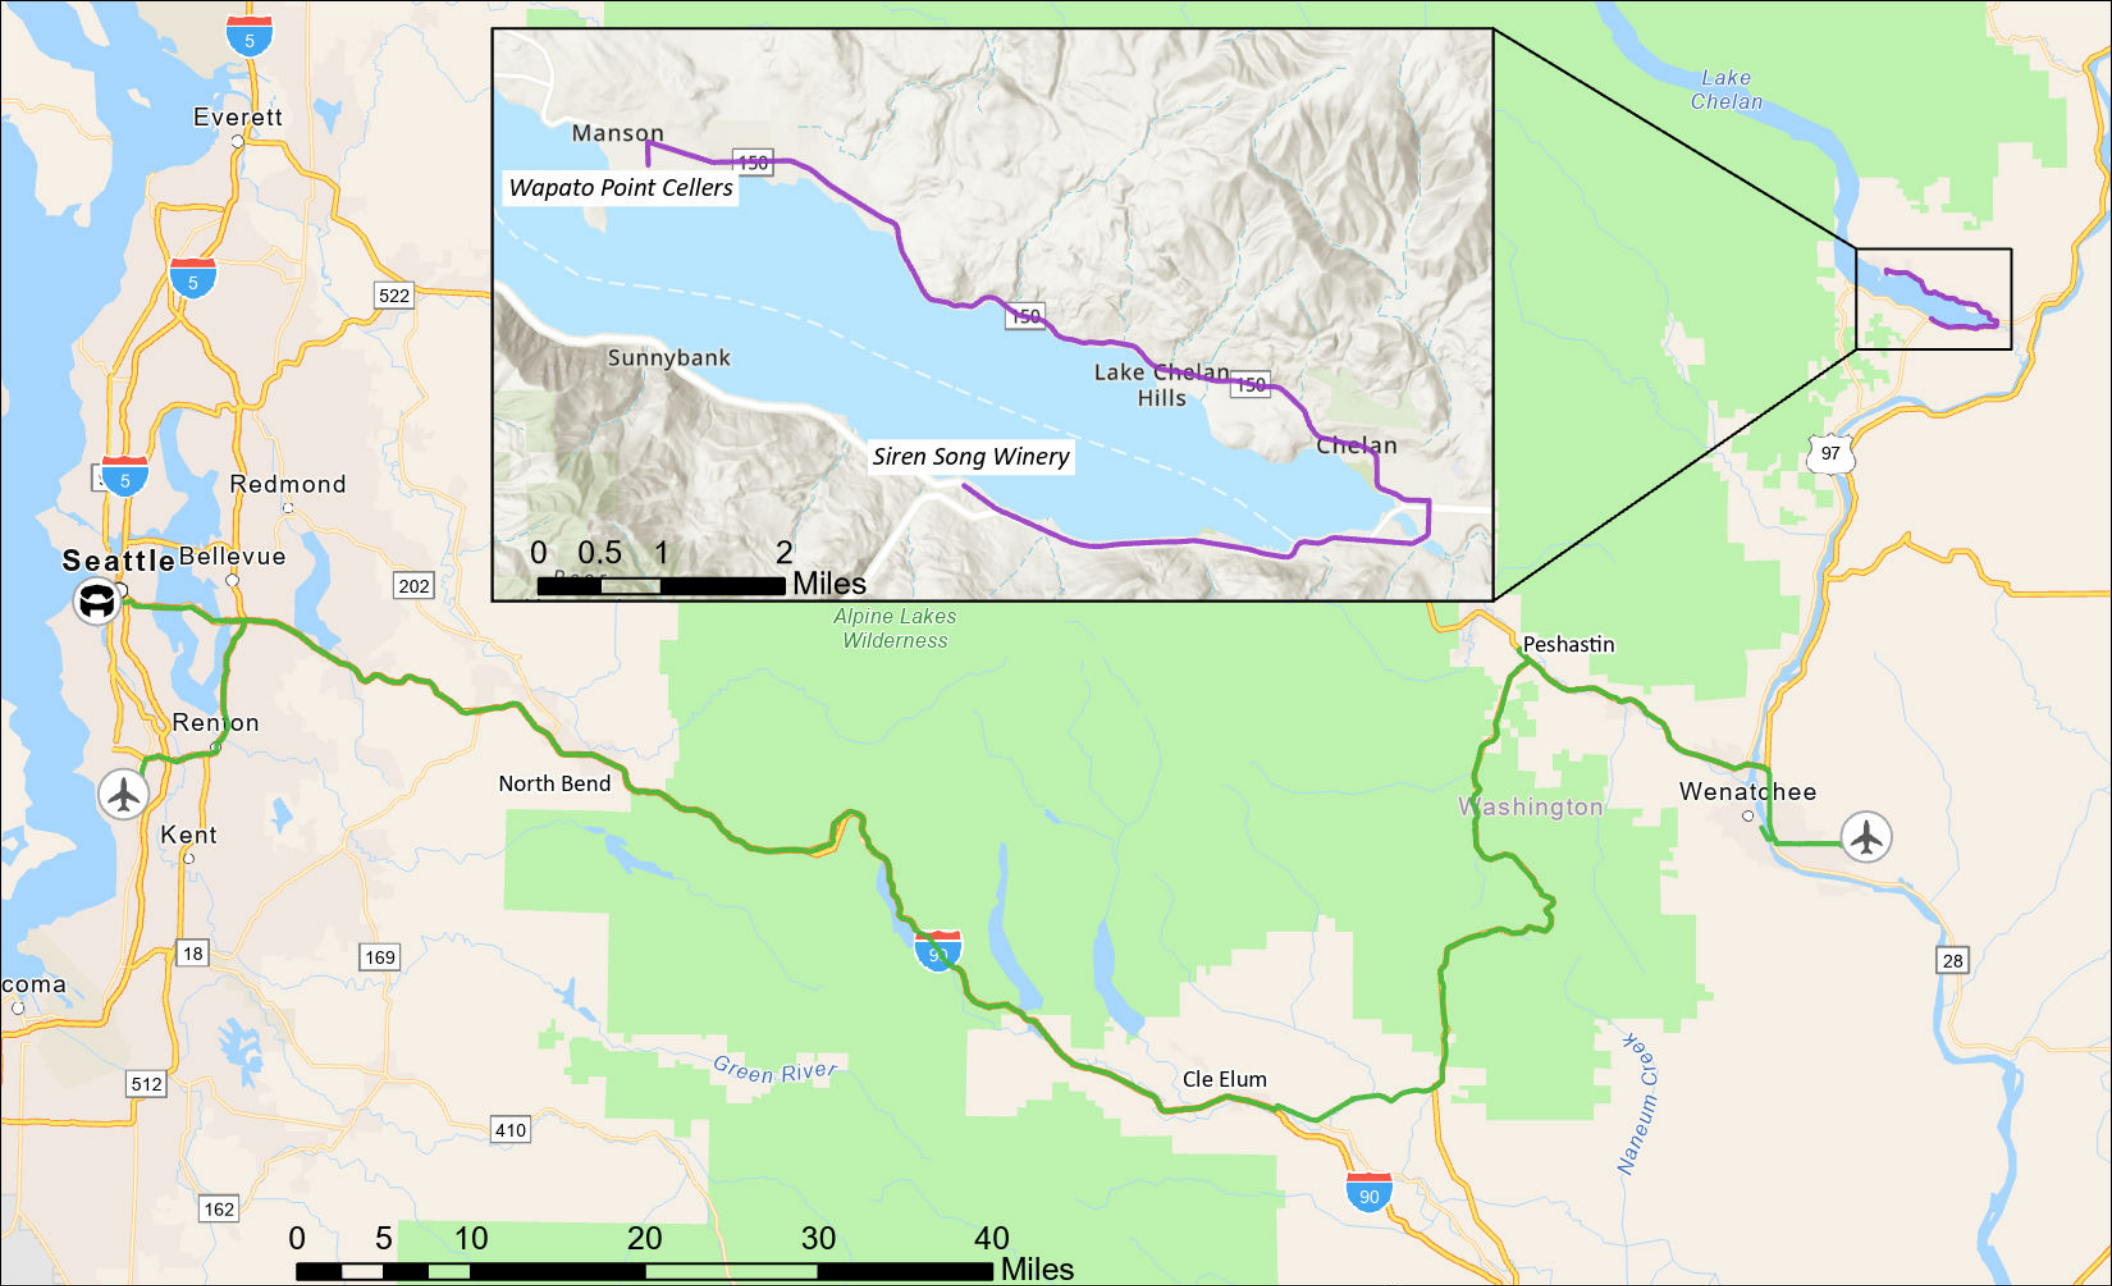 5
Everett
5
522
5
Redmond
Seattle
Bellevue
202
Renton
Kent
18
169
coma
512
410
162
Manson
150
Wapato Point Cellers
150
Sunnybank
Lake Chelan
Hills
150
Chelan
Siren Song Winery
0 0.5 1 2
Miles
Lake
Chelan
97
Alpine Lakes
Wilderness
Peshastin
North Bend
Washington
Wenatchee
90
28
Green River
Cle Elum
Naneum Creek
90
0 5 10 20 30 40
Miles